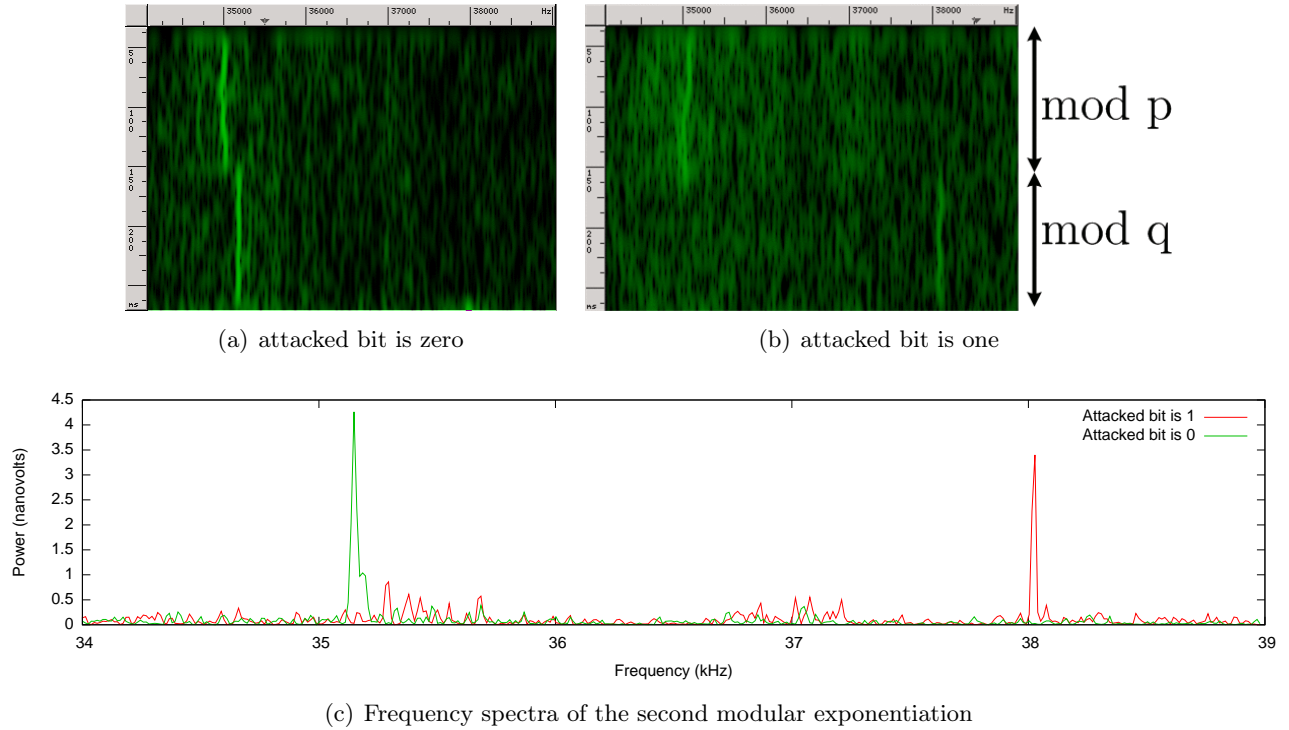 35000 36000 37000 38000 Hz
35000 36000 37000 38000 Hz
50
100
150
200
ms
50
100
150
200
ms
mod p
mod q
(a) attacked bit is zero
(b) attacked bit is one
4.5
4
3.5
3
2.5
2
1.5
1
0.5
0
Power (nanovolts)
Attacked bit is 1
Attacked bit is 0
34 35 36 37 38 39
Frequency (kHz)
(c) Frequency spectra of the second modular exponentiation